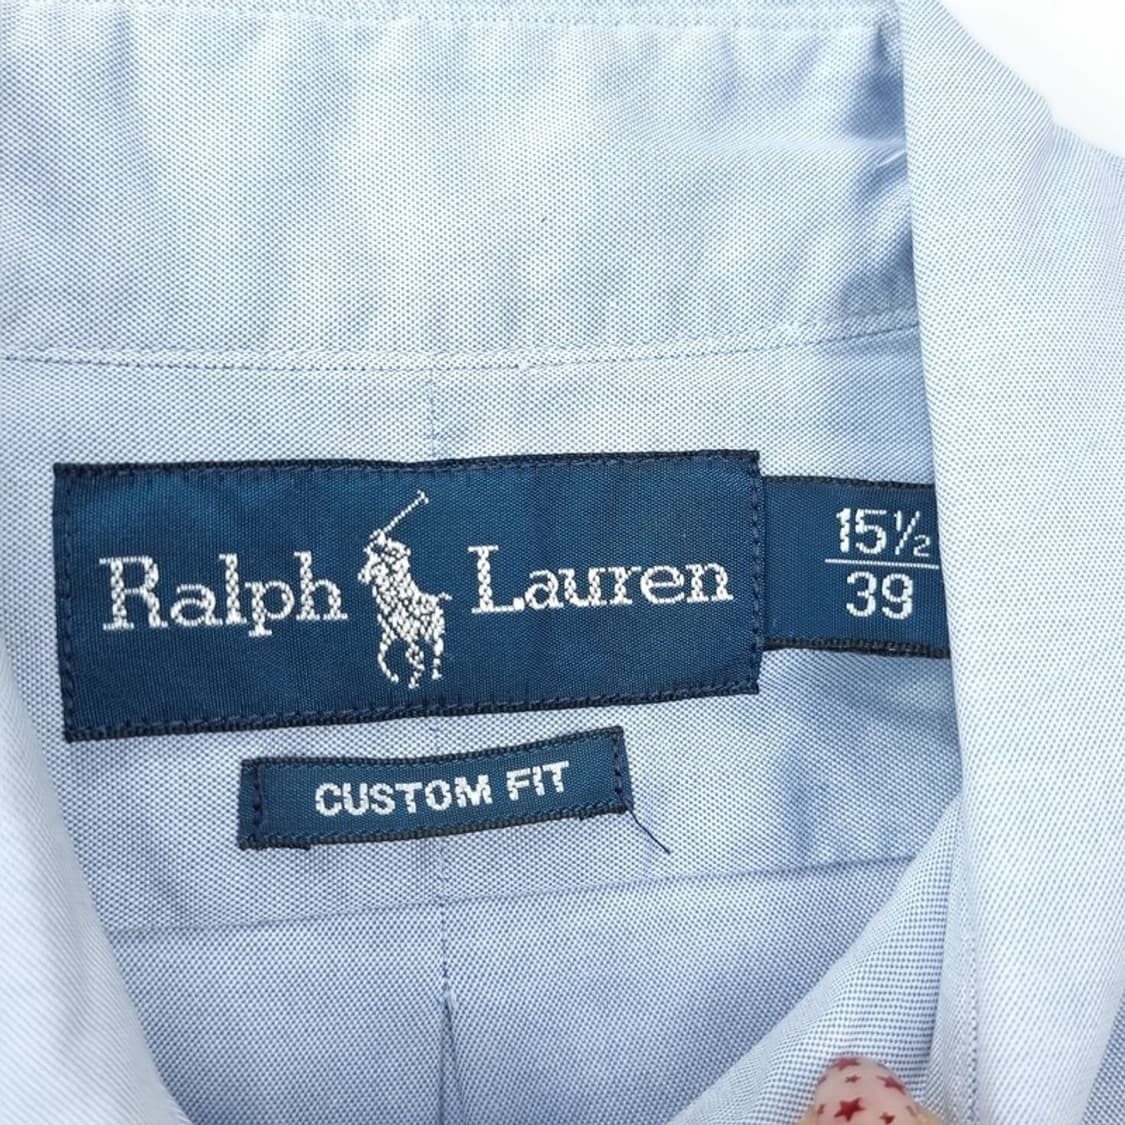 Ralph Lauren
15½
39
CUSTOM FIT